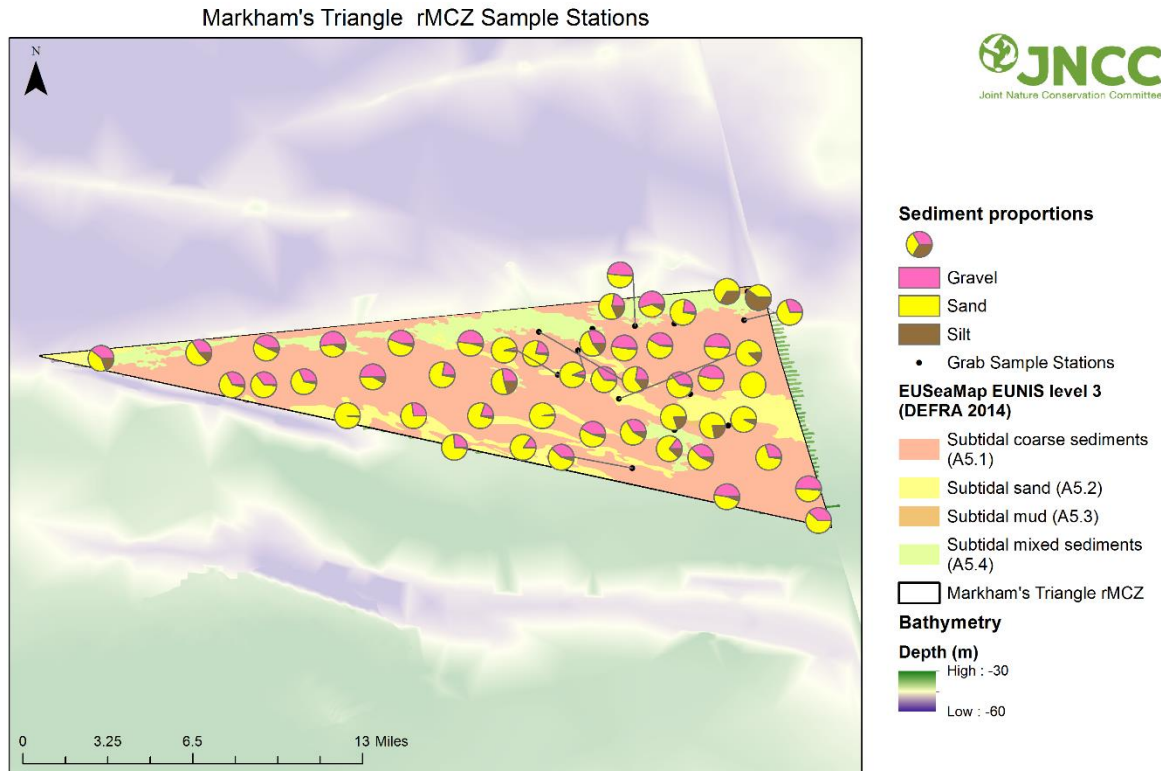 Markham's Triangle rMCZ Sample Stations
N
JNCC
Joint Nature Conservation Committee
Sediment proportions
Gravel
Sand
Silt
Grab Sample Stations
EUSeaMap EUNIS level 3
(DEFRA 2014)
Subtidal coarse sediments
(A5.1)
Subtidal sand (A5.2)
Subtidal mud (A5.3)
Subtidal mixed sediments
(A5.4)
Markham's Triangle rMCZ
Bathymetry
Depth (m)
High : -30
Low : -60
0 3.25 6.5 13 Miles